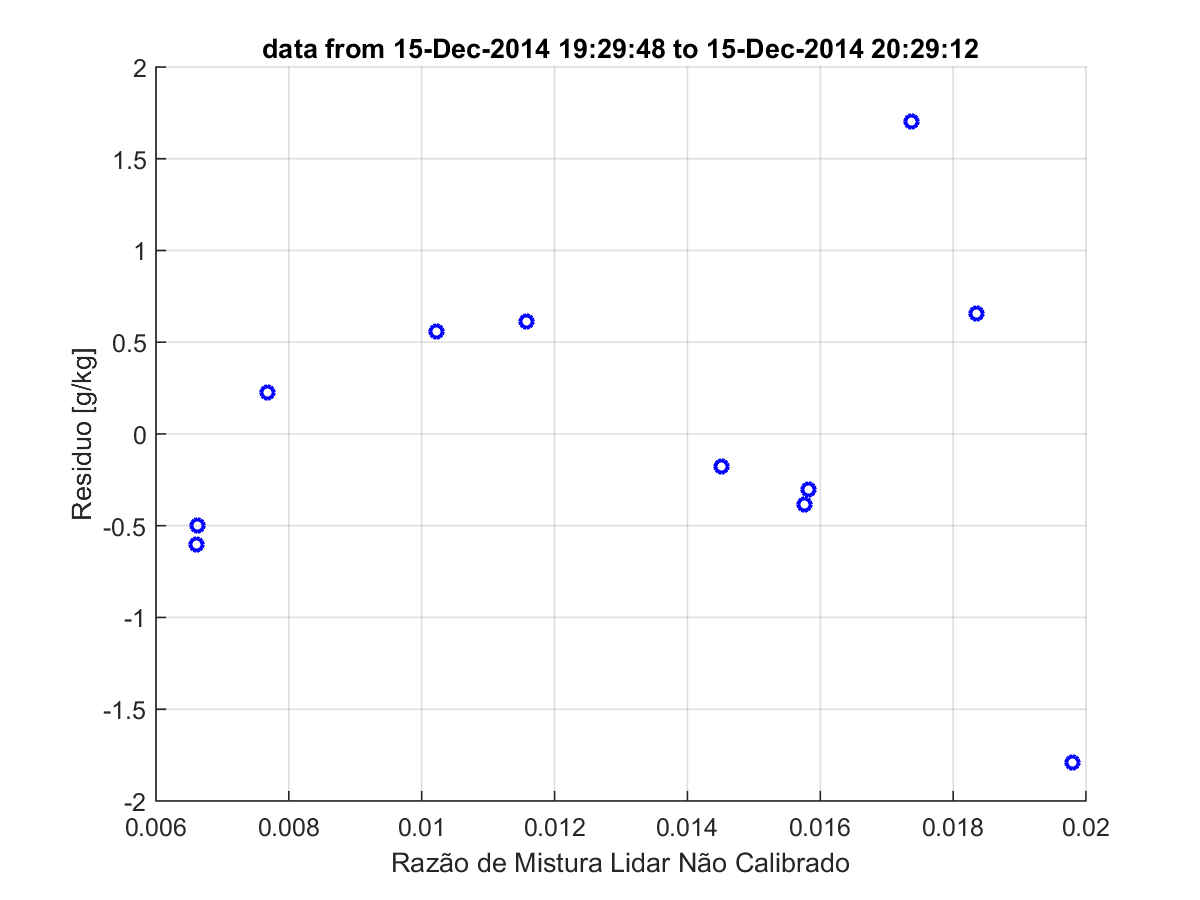 data from 15-Dec-2014 19:29:48 to 15-Dec-2014 20:29:12
2
1.5
1
0.5
0
-0.5
-1
-1.5
-2
Residuo [g/kg]
0.006 0.008 0.01 0.012 0.014 0.016 0.018 0.02
Razão de Mistura Lidar Não Calibrado